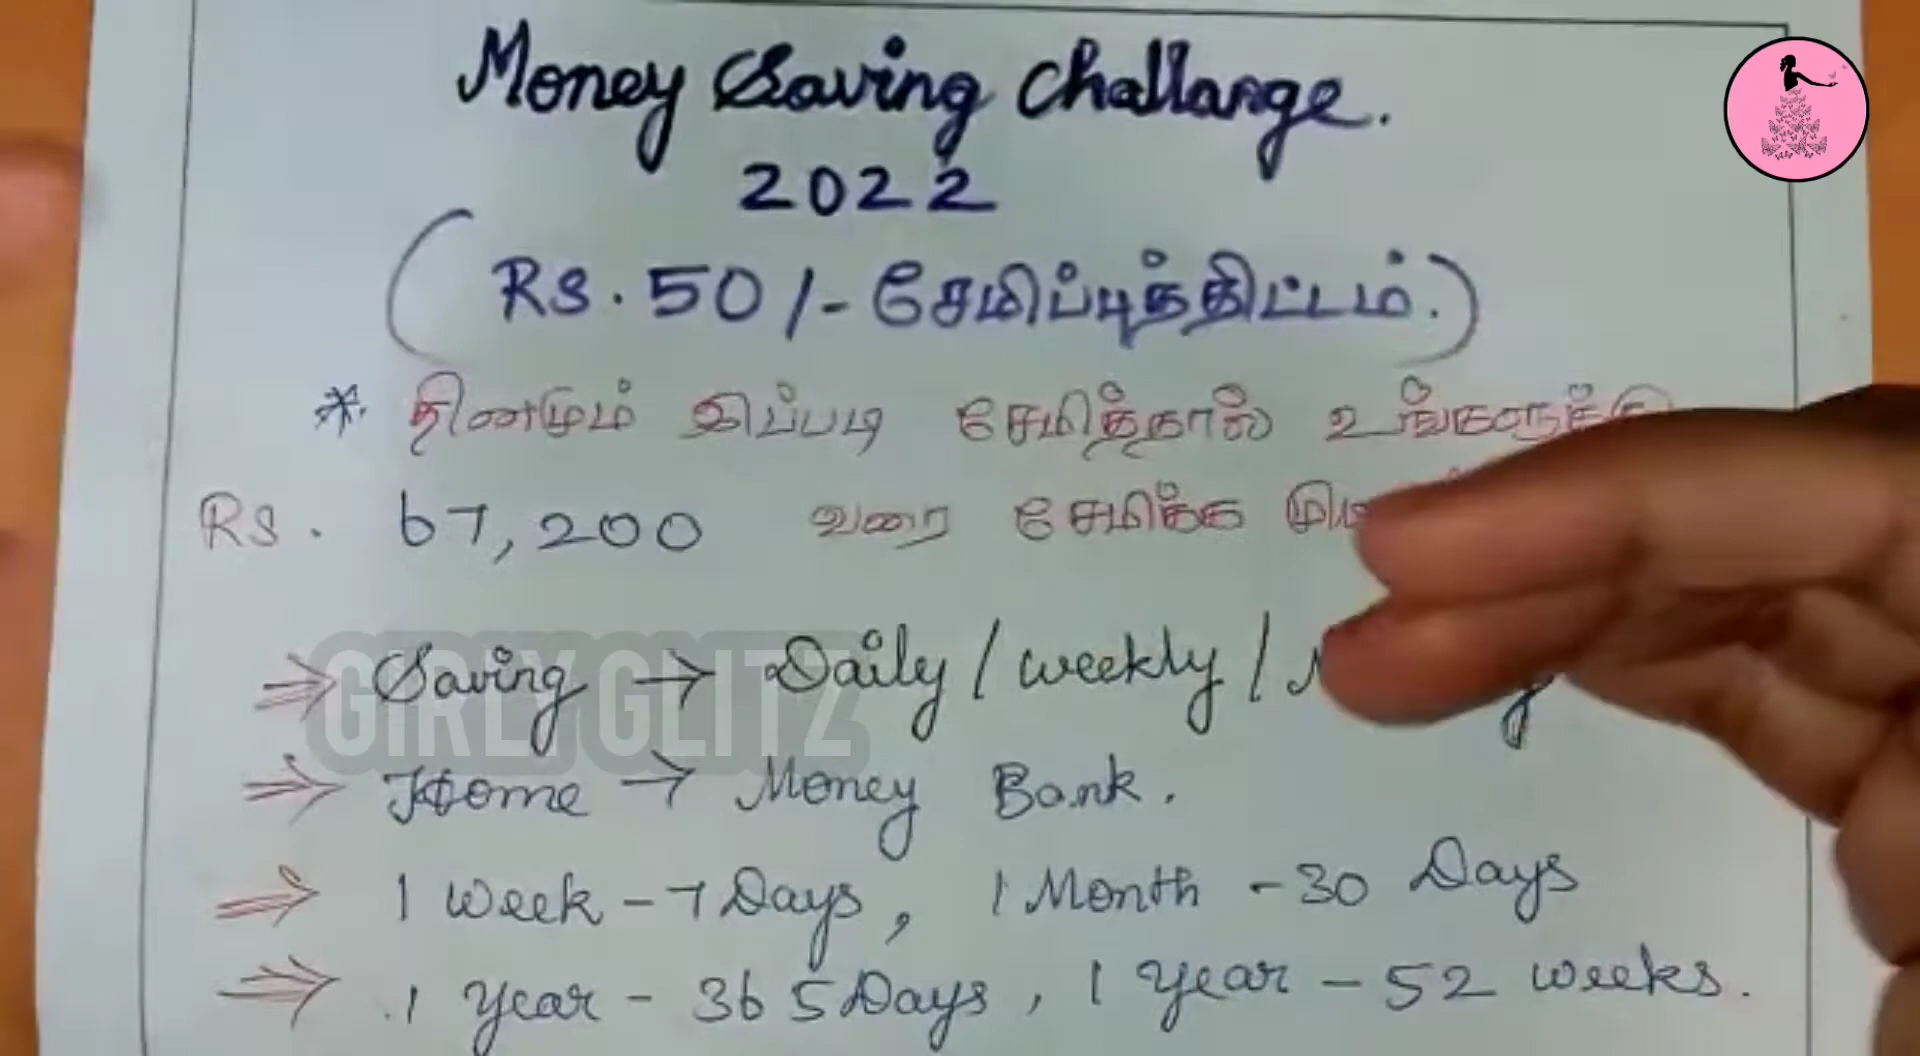 Money Saving Challange.
2022
(RS. 50/- சேமிப்புத்திட்டம்.)
* தினமும் இப்படி சேமித்தால் உங்களுக்கு
RS. 67,200 வரை சேமிக்க
GIRLY GLITZ
⇒ Saving → Daily / weekly /
⇒ Home → Money Bank.
⇒ 1 Week - 7 Days, 1 Month - 30 Days
⇒ 1 Year - 365 Days, 1 Year - 52 weeks.